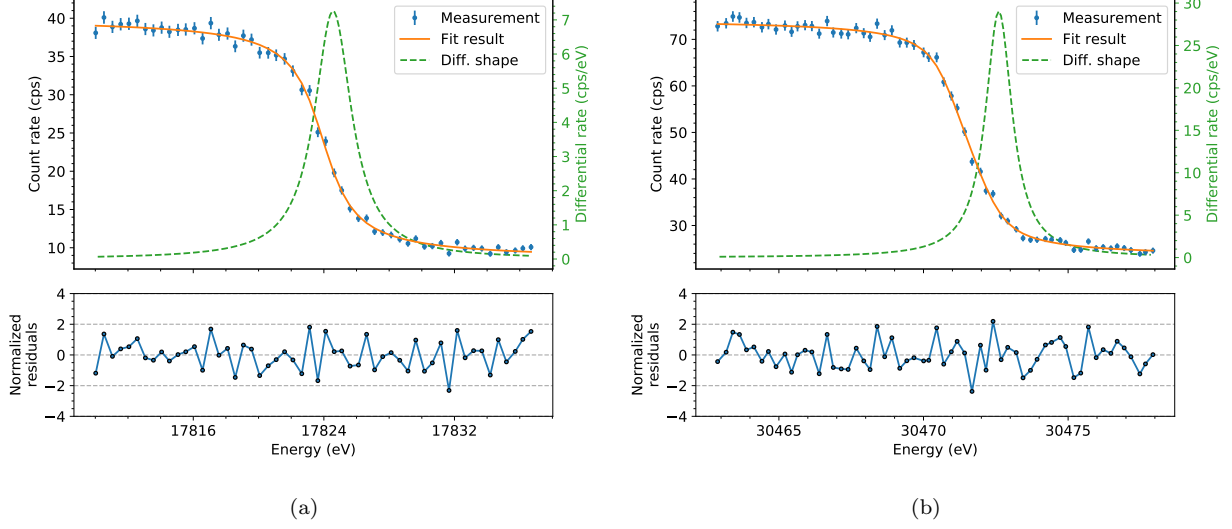 40
35
30
25
20
15
10
Count rate (cps)
Measurement
Fit result
Diff. shape
7
6
5
4
3
2
1
0
Differential rate (cps/eV)
4
2
0
−2
−4
Normalized
residuals
17816
17824
17832
Energy (eV)
(a)
70
60
50
40
30
Count rate (cps)
Measurement
Fit result
Diff. shape
30
25
20
15
10
5
0
Differential rate (cps/eV)
4
2
0
−2
−4
Normalized
residuals
30465
30470
30475
Energy (eV)
(b)